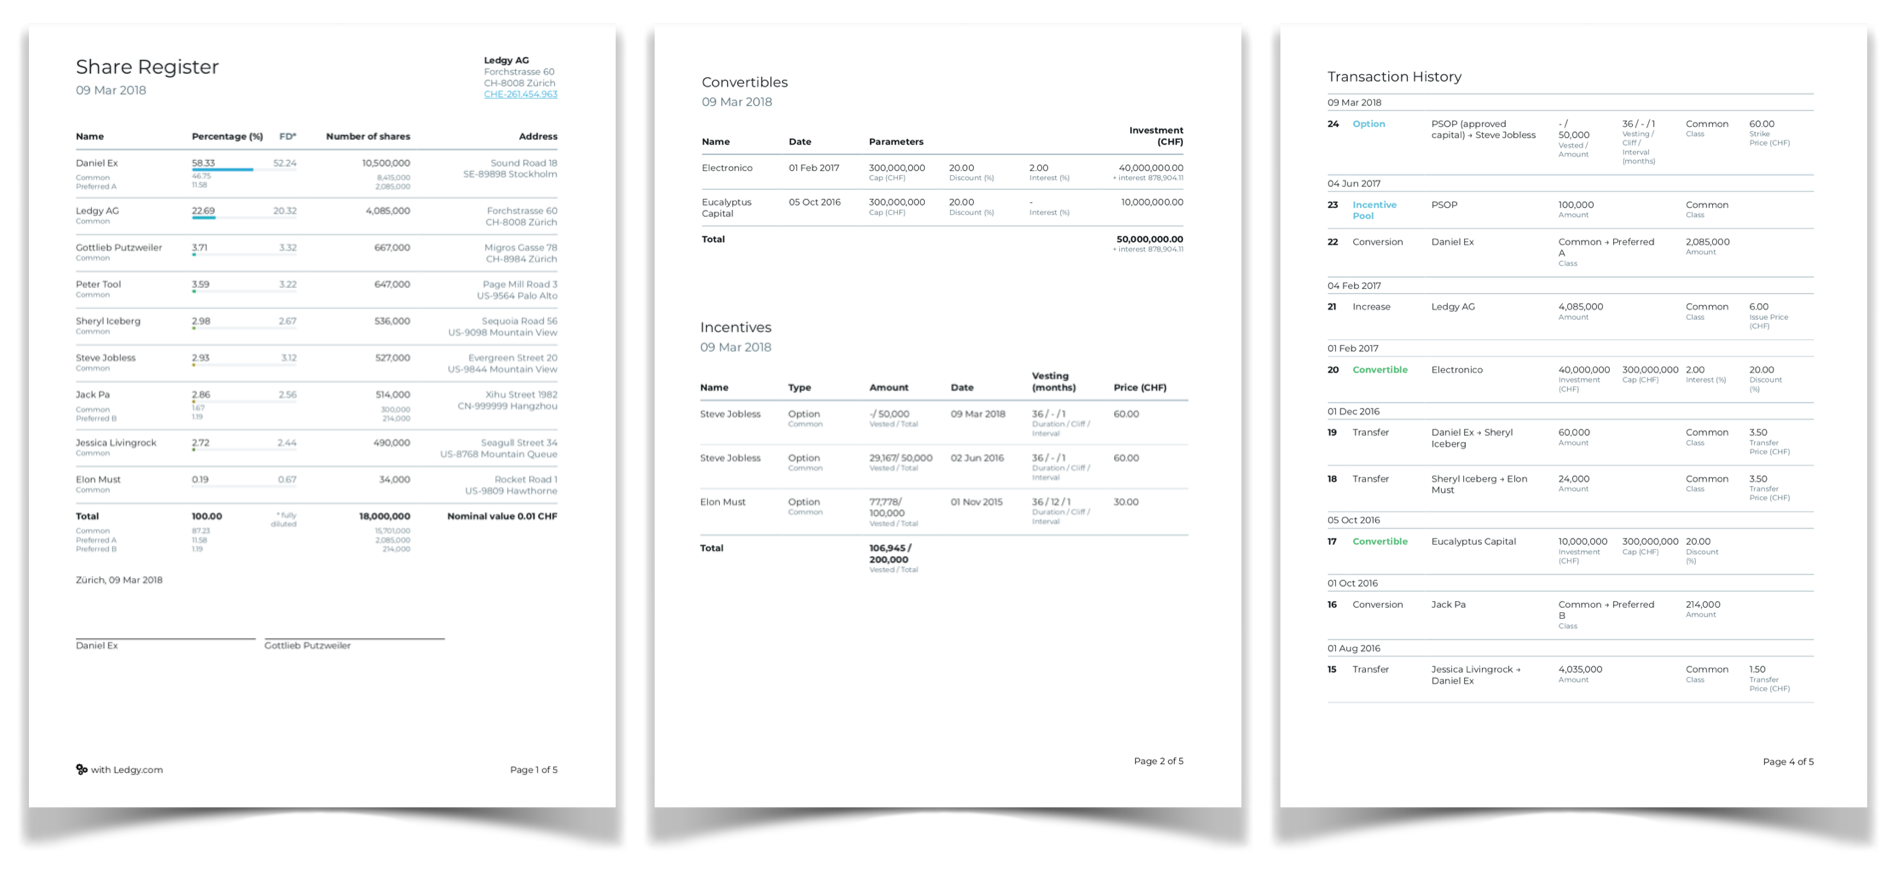 Share Register
09 Mar 2018
Ledgy AG
Forchstrasse 60
CH-8008 Zürich
CHE-261.454.963
Name Percentage (%) FD* Number of shares Address
Daniel Ex 58.33 52.24 10,500,000 Sound Road 18
SE-89898 Stockholm
Common 46.75 8,415,000
Preferred A 11.58 2,085,000
Ledgy AG 22.69 20.32 4,085,000 Forchstrasse 60
Common CH-8008 Zürich
Gottlieb Putzweiler 3.71 3.32 667,000 Migros Gasse 78
Common CH-8984 Zürich
Peter Tool 3.59 3.22 647,000 Page Mill Road 3
Common US-9564 Palo Alto
Sheryl Iceberg 2.98 2.67 536,000 Sequoia Road 56
Common US-9098 Mountain View
Steve Jobless 2.93 3.12 527,000 Evergreen Street 20
Common US-9844 Mountain View
Jack Pa 2.86 2.56 514,000 Xihu Street 1982
CN-999999 Hangzhou
Common 1.67 300,000
Preferred B 1.19 214,000
Jessica Livingrock 2.72 2.44 490,000 Seagull Street 34
Common US-8768 Mountain Queue
Elon Must 0.19 0.67 34,000 Rocket Road 1
Common US-9809 Hawthorne
Total 100.00 * fully 18,000,000 Nominal value 0.01 CHF
diluted
Common 87.23 15,701,000
Preferred A 11.58 2,085,000
Preferred B 1.19 214,000
Zürich, 09 Mar 2018
Daniel Ex Gottlieb Putzweiler
with Ledgy.com Page 1 of 5
Convertibles
09 Mar 2018
Investment
Name Date Parameters (CHF)
Electronico 01 Feb 2017 300,000,000 20.00 2.00 40,000,000.00
Cap (CHF) Discount (%) Interest (%) + interest 878,904.11
Eucalyptus 05 Oct 2016 300,000,000 20.00 - 10,000,000.00
Capital Cap (CHF) Discount (%) Interest (%)
Total 50,000,000.00
+ interest 878,904.11
Incentives
09 Mar 2018
Vesting
Name Type Amount Date (months) Price (CHF)
Steve Jobless Option -/ 50,000 09 Mar 2018 36 / - / 1 60.00
Common Vested / Total Duration / Cliff /
Interval
Steve Jobless Option 29,167/ 50,000 02 Jun 2016 36 / - / 1 60.00
Common Vested / Total Duration / Cliff /
Interval
Elon Must Option 77,778/ 01 Nov 2015 36 / 12 / 1 30.00
Common 100,000 Duration / Cliff /
Vested / Total Interval
Total 106,945 /
200,000
Vested / Total
Page 2 of 5
Transaction History
09 Mar 2018
24 Option PSOP (approved - / 36 / - / 1 Common 60.00
capital) → Steve Jobless 50,000 Vesting / Class Strike
Vested / Cliff / Price (CHF)
Amount Interval
(months)
04 Jun 2017
23 Incentive PSOP 100,000 Common
Pool Amount Class
22 Conversion Daniel Ex Common → Preferred 2,085,000
A Amount
Class
04 Feb 2017
21 Increase Ledgy AG 4,085,000 Common 6.00
Amount Class Issue Price
(CHF)
01 Feb 2017
20 Convertible Electronico 40,000,000 300,000,000 2.00 20.00
Investment Cap (CHF) Interest (%) Discount
(CHF) (%)
01 Dec 2016
19 Transfer Daniel Ex → Sheryl 60,000 Common 3.50
Iceberg Amount Class Transfer
Price (CHF)
18 Transfer Sheryl Iceberg → Elon 24,000 Common 3.50
Must Amount Class Transfer
Price (CHF)
05 Oct 2016
17 Convertible Eucalyptus Capital 10,000,000 300,000,000 20.00
Investment Cap (CHF) Discount
(CHF) (%)
01 Oct 2016
16 Conversion Jack Pa Common → Preferred 214,000
B Amount
Class
01 Aug 2016
15 Transfer Jessica Livingrock → 4,035,000 Common 1.50
Daniel Ex Amount Class Transfer
Price (CHF)
Page 4 of 5